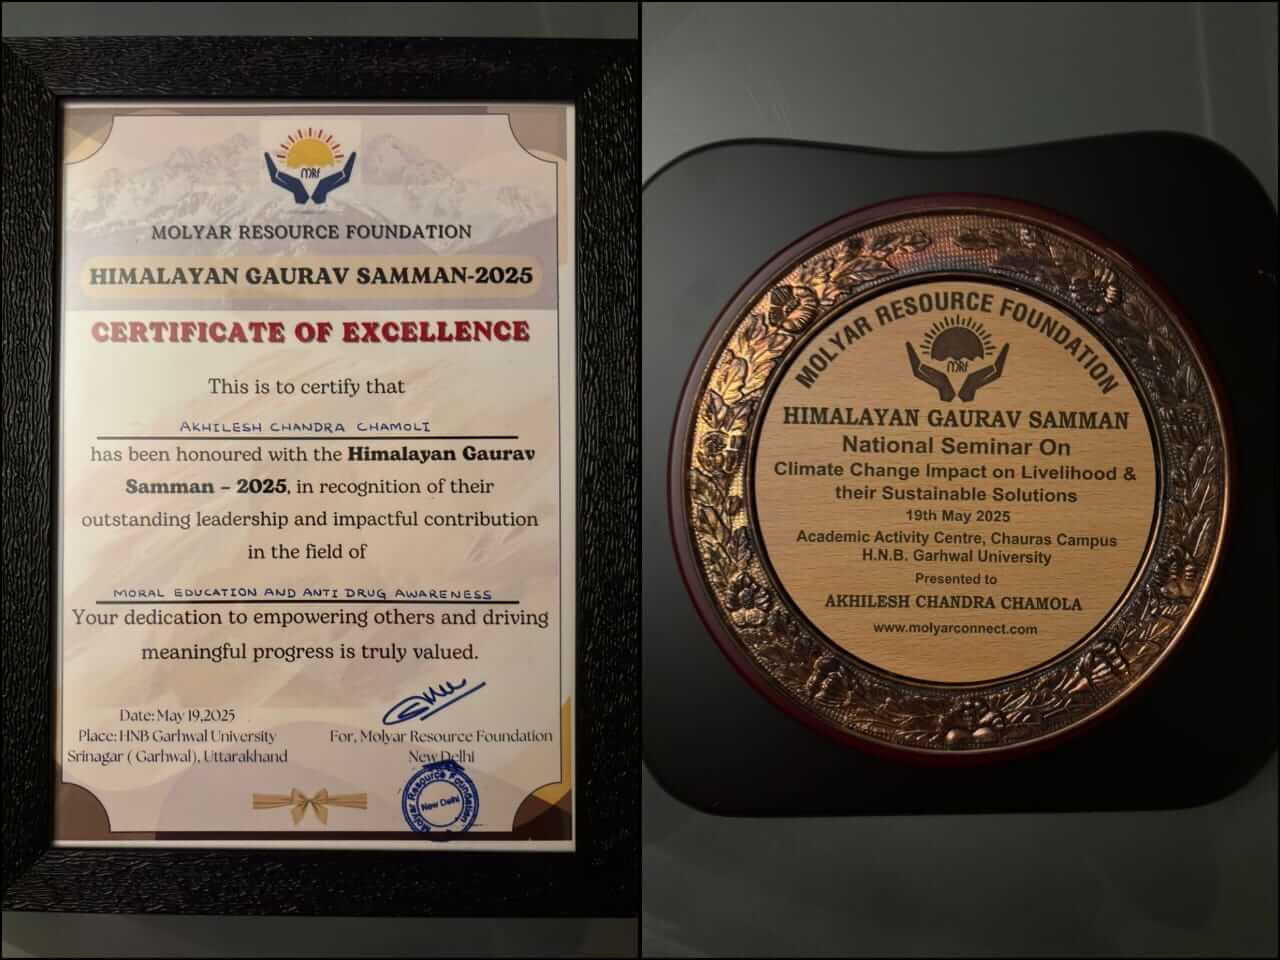 MRF
MOLYAR RESOURCE FOUNDATION
HIMALAYAN GAURAV SAMMAN-2025
CERTIFICATE OF EXCELLENCE
This is to certify that
AKHILESH CHANDRA CHAMOLI
has been honoured with the Himalayan Gaurav
Samman – 2025, in recognition of their
outstanding leadership and impactful contribution
in the field of
MORAL EDUCATION AND ANTI DRUG AWARENESS
Your dedication to empowering others and driving
meaningful progress is truly valued.
Date: May 19,2025
Place: HNB Garhwal University
Srinagar ( Garhwal), Uttarakhand
For, Molyar Resource Foundation
New Delhi
Molyar Resource Foundation
New Delhi
MOLYAR RESOURCE FOUNDATION
MRF
HIMALAYAN GAURAV SAMMAN
National Seminar On
Climate Change Impact on Livelihood &
their Sustainable Solutions
19th May 2025
Academic Activity Centre, Chauras Campus
H.N.B. Garhwal University
Presented to
AKHILESH CHANDRA CHAMOLA
www.molyarconnect.com